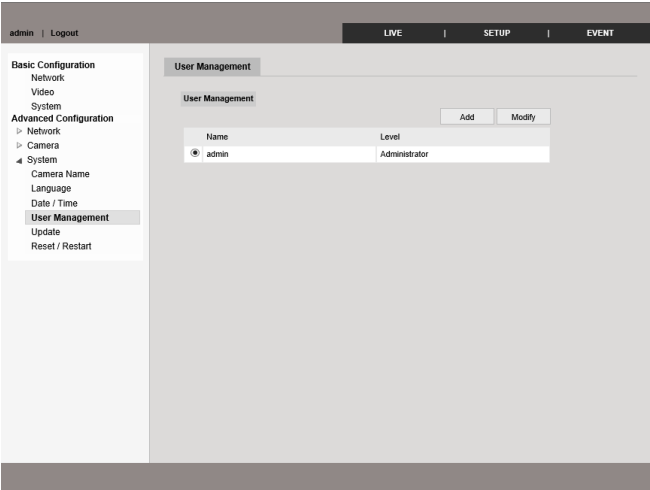 admin | Logout
LIVE | SETUP | EVENT
Basic Configuration
Network
Video
System
Advanced Configuration
Network
Camera
System
Camera Name
Language
Date / Time
User Management
Update
Reset / Restart
User Management
User Management
Add Modify
Name Level
admin Administrator